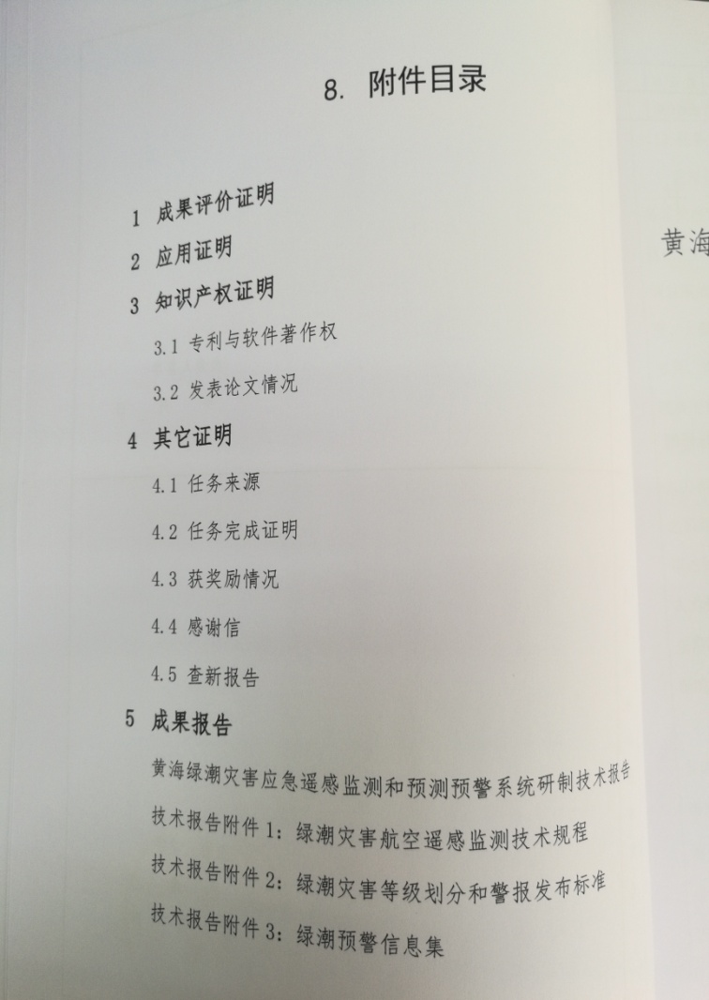 8. 附件目录
1 成果评价证明
2 应用证明
3 知识产权证明
3.1 专利与软件著作权
3.2 发表论文情况
4 其它证明
4.1 任务来源
4.2 任务完成证明
4.3 获奖励情况
4.4 感谢信
4.5 查新报告
5 成果报告
黄海绿潮灾害应急遥感监测和预测预警系统研制技术报告
技术报告附件 1：绿潮灾害航空遥感监测技术规程
技术报告附件 2：绿潮灾害等级划分和警报发布标准
技术报告附件 3：绿潮预警信息集
黄海